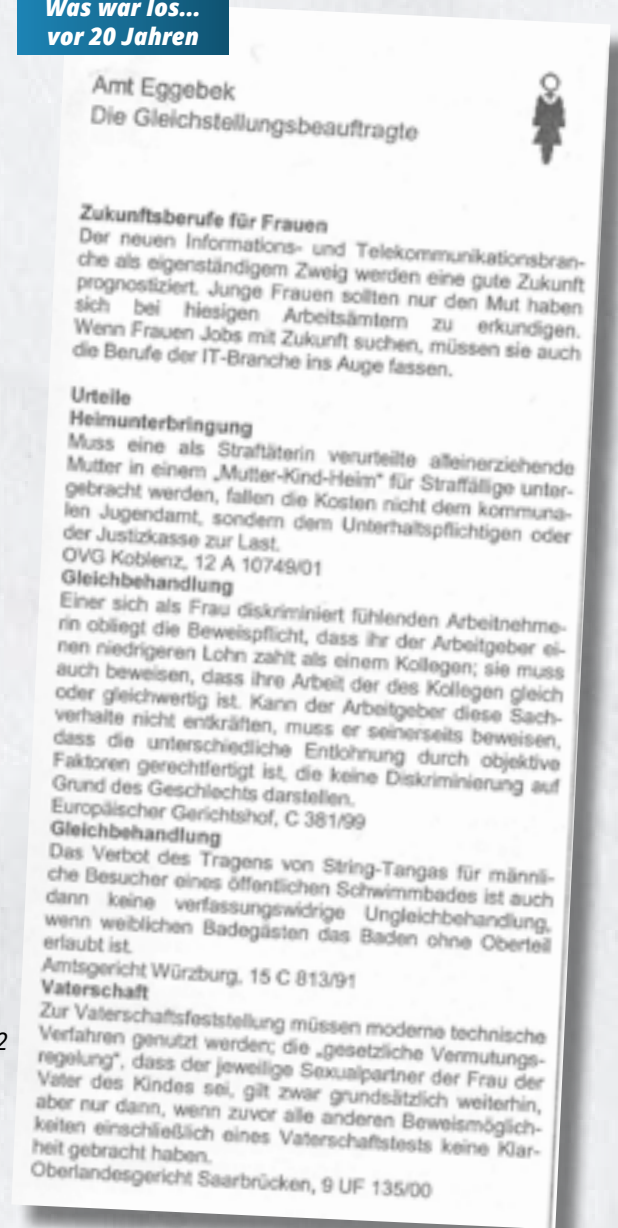 Was war los...
vor 20 Jahren
Amt Eggebek
Die Gleichstellungsbeauftragte
Zukunftsberufe für Frauen
Der neuen Informations- und Telekommunikationsbran-
che als eigenständigem Zweig werden eine gute Zukunft
prognostiziert. Junge Frauen sollten nur den Mut haben
sich bei hiesigen Arbeitsämtern zu erkundigen.
Wenn Frauen Jobs mit Zukunft suchen, müssen sie auch
die Berufe der IT-Branche ins Auge fassen.
Urteile
Heimunterbringung
Muss eine als Straftäterin verurteilte alleinerziehende
Mutter in einem „Mutter-Kind-Heim" für Straffällige unter-
gebracht werden, fallen die Kosten nicht dem kommuna-
len Jugendamt, sondern dem Unterhaltspflichtigen oder
der Justizkasse zur Last.
OVG Koblenz, 12 A 10749/01
Gleichbehandlung
Einer sich als Frau diskriminiert fühlenden Arbeitnehme-
rin obliegt die Beweispflicht, dass ihr der Arbeitgeber ei-
nen niedrigeren Lohn zahlt als einem Kollegen; sie muss
auch beweisen, dass ihre Arbeit der des Kollegen gleich
oder gleichwertig ist. Kann der Arbeitgeber diese Sach-
verhalte nicht entkräften, muss er seinerseits beweisen,
dass die unterschiedliche Entlohnung durch objektive
Faktoren gerechtfertigt ist, die keine Diskriminierung auf
Grund des Geschlechts darstellen.
Europäischer Gerichtshof, C 381/99
Gleichbehandlung
Das Verbot des Tragens von String-Tangas für männli-
che Besucher eines öffentlichen Schwimmbades ist auch
dann keine verfassungswidrige Ungleichbehandlung,
wenn weiblichen Badegästen das Baden ohne Oberteil
erlaubt ist.
Amtsgericht Würzburg, 15 C 813/91
Vaterschaft
Zur Vaterschaftsfeststellung müssen moderne technische
Verfahren genutzt werden; die „gesetzliche Vermutungs-
regelung", dass der jeweilige Sexualpartner der Frau der
Vater des Kindes sei, gilt zwar grundsätzlich weiterhin,
aber nur dann, wenn zuvor alle anderen Beweismöglich-
keiten einschließlich eines Vaterschaftstests keine Klar-
heit gebracht haben.
Oberlandesgericht Saarbrücken, 9 UF 135/00
2